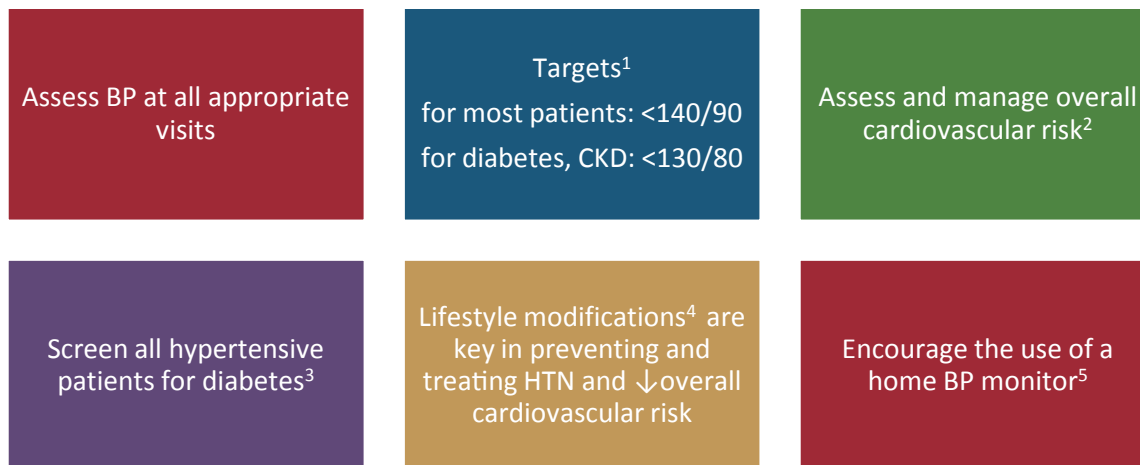 Assess BP at all appropriate
visits
Targets¹
for most patients: <140/90
for diabetes, CKD: <130/80
Assess and manage overall
cardiovascular risk²
Screen all hypertensive
patients for diabetes³
Lifestyle modifications⁴ are
key in preventing and
treating HTN and ↓overall
cardiovascular risk
Encourage the use of a
home BP monitor⁵